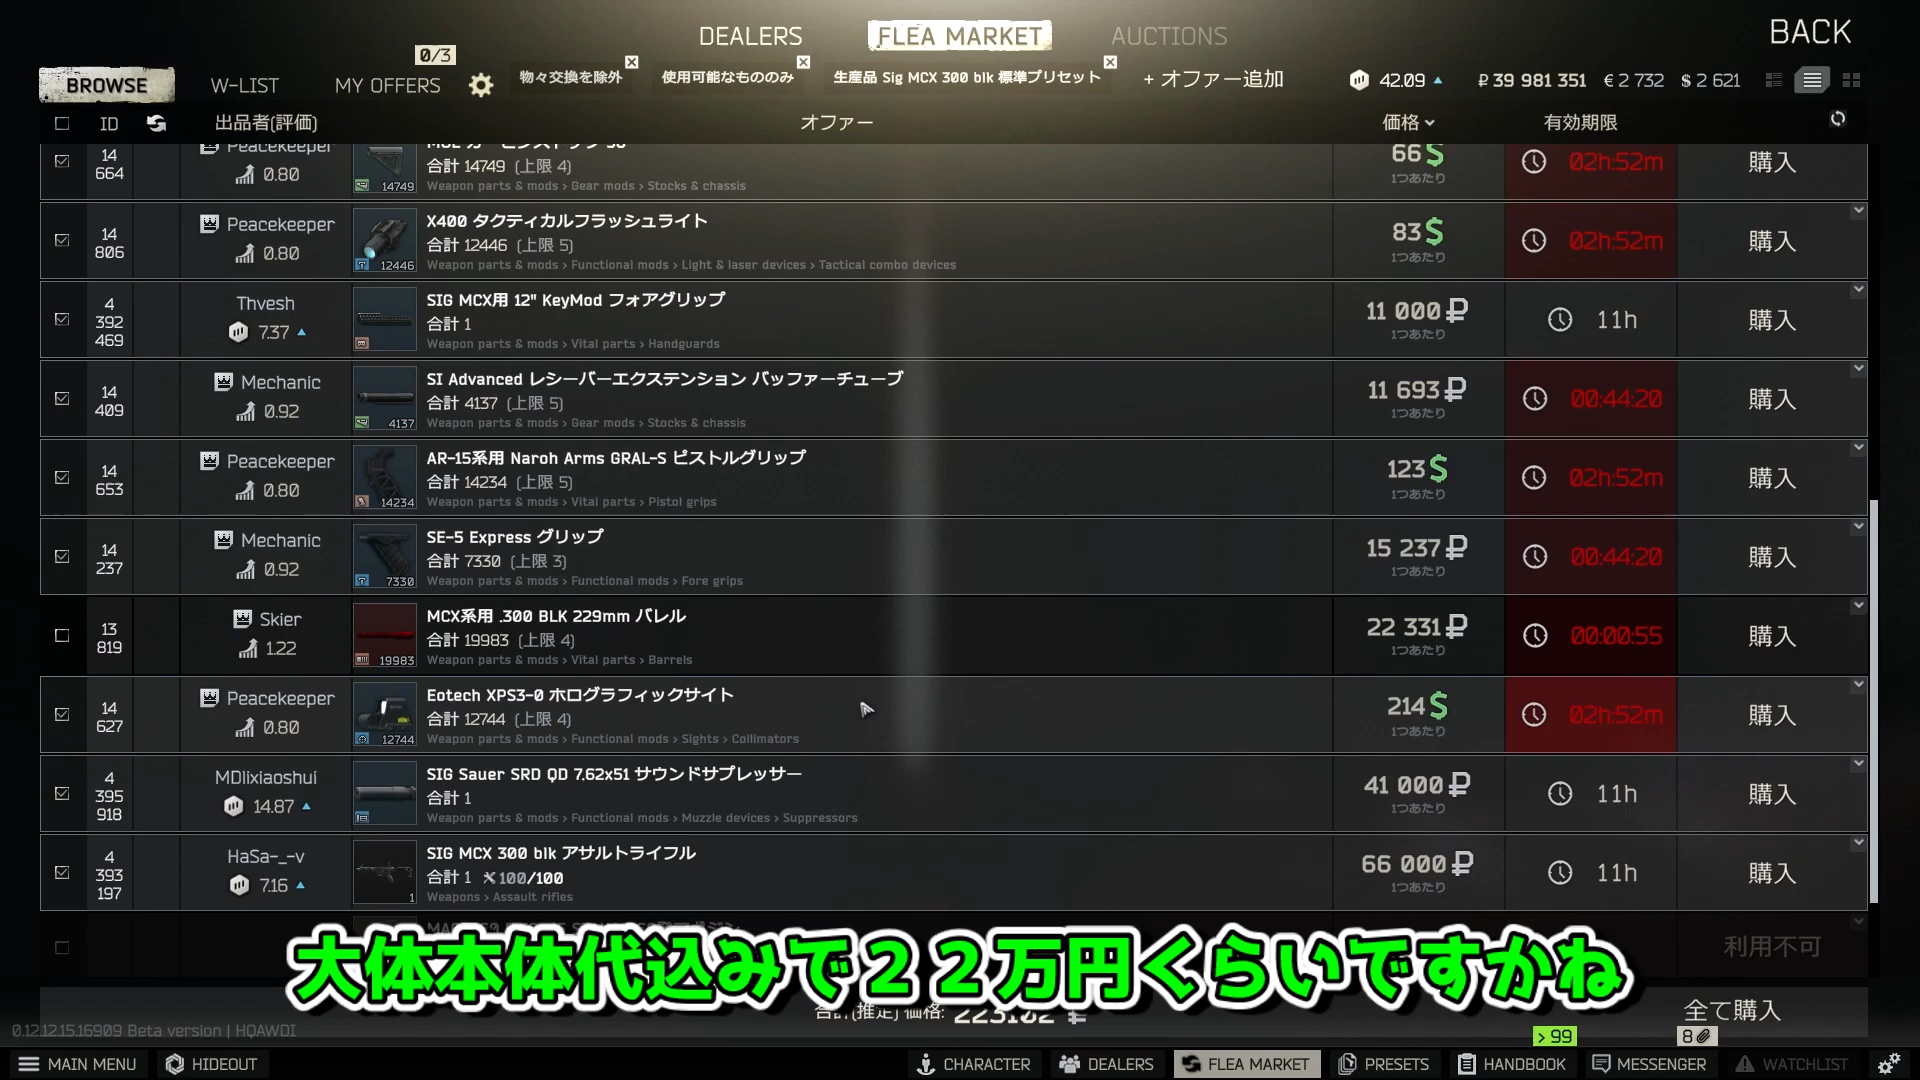 DEALERS
FLEA MARKET
AUCTIONS
BACK
0/3
BROWSE
W-LIST
MY OFFERS
物々交換を除外
使用可能なもののみ
生産品 Sig MCX 300 blk 標準プリセット
+ オファー追加
42.09
₽ 39 981 351
€ 2 732
$ 2 621
ID
出品者(評価)
オファー
価格
有効期限
14 664
Peacekeeper
0.80
14749
合計 14749 (上限 4)
Weapon parts & mods > Gear mods > Stocks & chassis
66 $
1つあたり
02h:52m
購入
14 806
Peacekeeper
0.80
12446
X400 タクティカルフラッシュライト
合計 12446 (上限 5)
Weapon parts & mods > Functional mods > Light & laser devices > Tactical combo devices
83 $
1つあたり
02h:52m
購入
4 392 469
Thvesh
7.37
SIG MCX用 12" KeyMod フォアグリップ
合計 1
Weapon parts & mods > Vital parts > Handguards
11 000 ₽
1つあたり
11h
購入
14 409
Mechanic
0.92
4137
SI Advanced レシーバーエクステンション バッファーチューブ
合計 4137 (上限 5)
Weapon parts & mods > Gear mods > Stocks & chassis
11 693 ₽
1つあたり
00:44:20
購入
14 653
Peacekeeper
0.80
14234
AR-15系用 Naroh Arms GRAL-S ピストルグリップ
合計 14234 (上限 5)
Weapon parts & mods > Vital parts > Pistol grips
123 $
1つあたり
02h:52m
購入
14 237
Mechanic
0.92
7330
SE-5 Express グリップ
合計 7330 (上限 3)
Weapon parts & mods > Functional mods > Fore grips
15 237 ₽
1つあたり
00:44:20
購入
13 819
Skier
1.22
19983
MCX系用 .300 BLK 229mm バレル
合計 19983 (上限 4)
Weapon parts & mods > Vital parts > Barrels
22 331 ₽
1つあたり
00:00:55
購入
14 627
Peacekeeper
0.80
12744
Eotech XPS3-0 ホログラフィックサイト
合計 12744 (上限 4)
Weapon parts & mods > Functional mods > Sights > Collimators
214 $
1つあたり
02h:52m
購入
4 395 918
MDlixiaoshui
14.87
SIG Sauer SRD QD 7.62x51 サウンドサプレッサー
合計 1
Weapon parts & mods > Functional mods > Muzzle devices > Suppressors
41 000 ₽
1つあたり
11h
購入
4 393 197
HaSa-_-v
7.16
1
SIG MCX 300 blk アサルトライフル
合計 1 100/100
Weapons > Assault rifles
66 000 ₽
1つあたり
11h
購入
利用不可
大体本体代込みで２２万円くらいですかね
合計(推定) 価格: 223102 ₽
全て購入
0.12.12.15.16909 Beta version | HQAWDI
> 99
8
MAIN MENU
HIDEOUT
CHARACTER
DEALERS
FLEA MARKET
PRESETS
HANDBOOK
MESSENGER
WATCHLIST